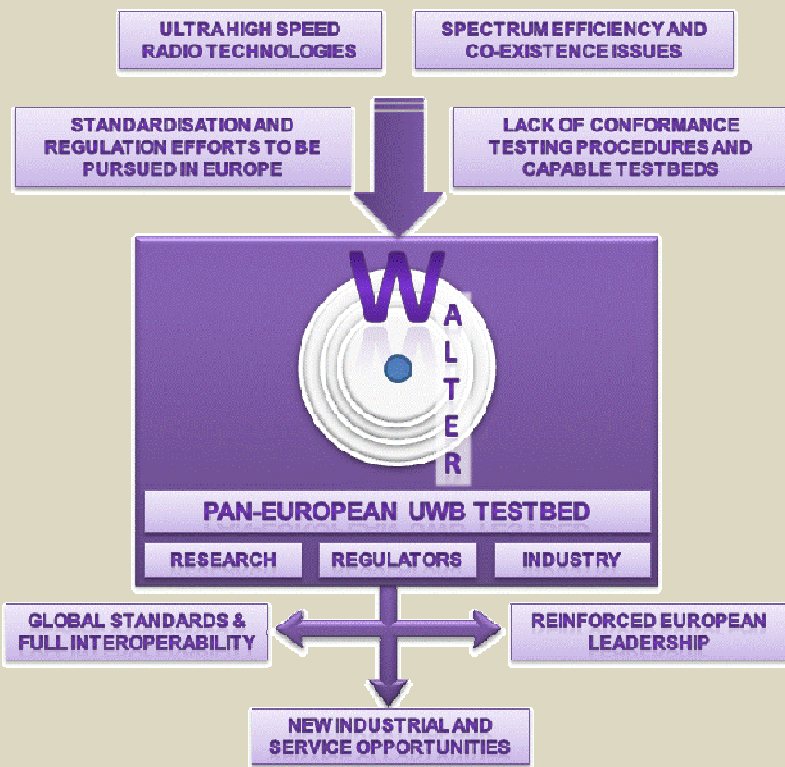 ULTRA HIGH SPEED
RADIO TECHNOLOGIES
SPECTRUM EFFICIENCY AND
CO-EXISTENCE ISSUES
STANDARDISATION AND
REGULATION EFFORTS TO BE
PURSUED IN EUROPE
LACK OF CONFORMANCE
TESTING PROCEDURES AND
CAPABLE TESTBEDS
WALTER
PAN-EUROPEAN UWB TESTBED
RESEARCH
REGULATORS
INDUSTRY
GLOBAL STANDARDS &
FULL INTEROPERABILITY
REINFORCED EUROPEAN
LEADERSHIP
NEW INDUSTRIAL AND
SERVICE OPPORTUNITIES